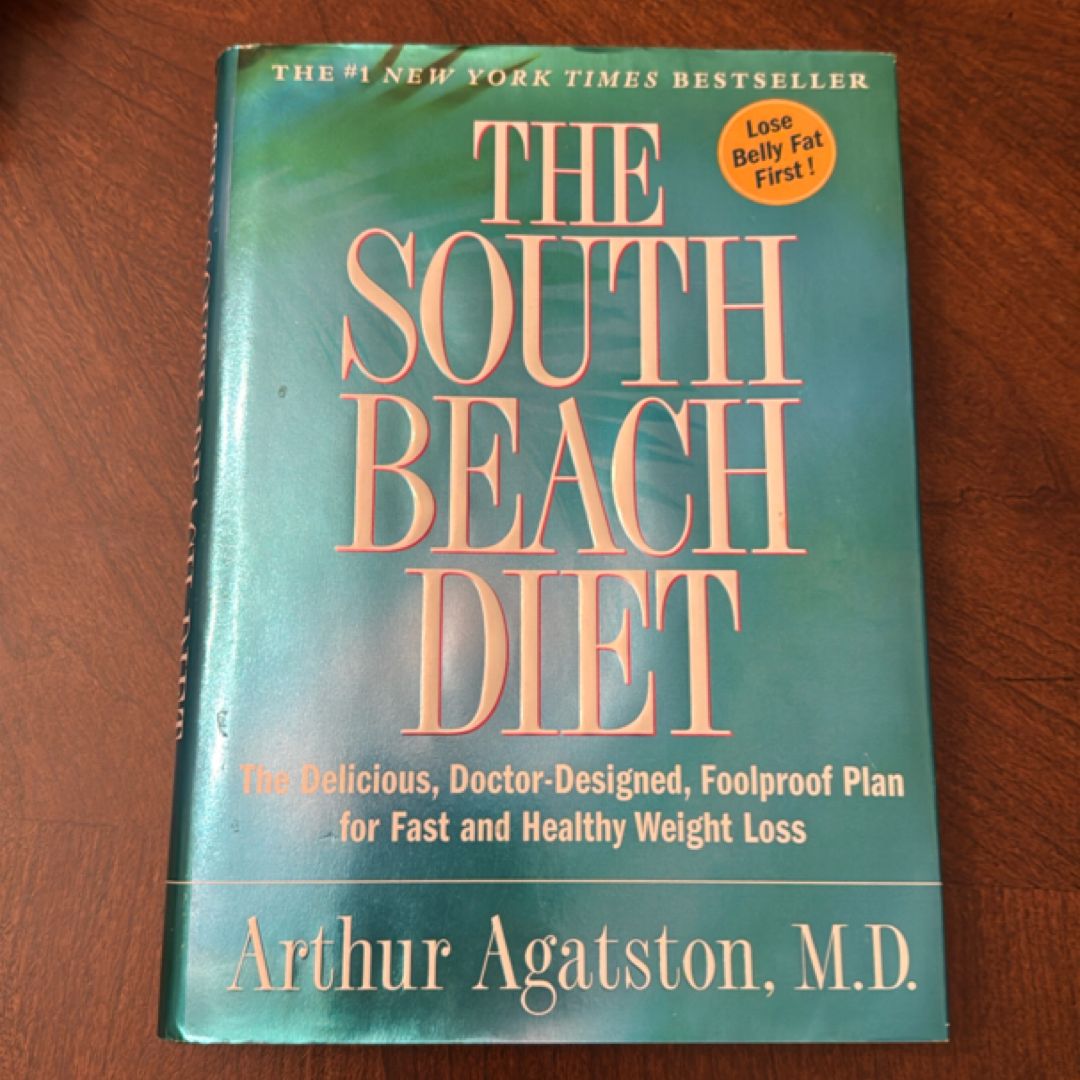 THE #1 NEW YORK TIMES BESTSELLER
Lose
Belly Fat
First!
THE
SOUTH
BEACH
DIET
The Delicious, Doctor-Designed, Foolproof Plan
for Fast and Healthy Weight Loss
Arthur Agatston, M.D.